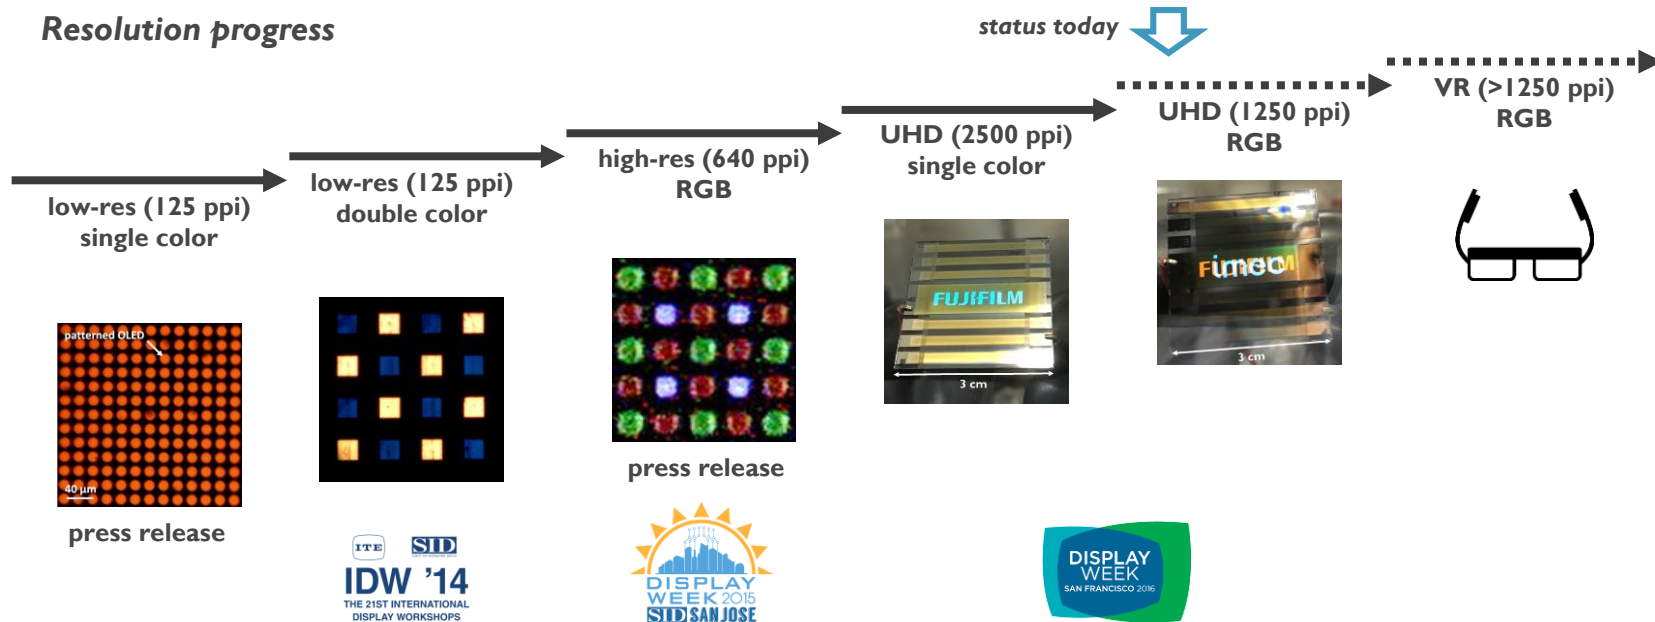 Resolution progress
status today
low-res (125 ppi)
single color
low-res (125 ppi)
double color
high-res (640 ppi)
RGB
UHD (2500 ppi)
single color
UHD (1250 ppi)
RGB
VR (>1250 ppi)
RGB
patterned OLED
40 µm
press release
ITE
SID
IDW '14
THE 21ST INTERNATIONAL
DISPLAY WORKSHOPS
press release
DISPLAY
WEEK 2015
SID SAN JOSE
FUJIFILM
3 cm
FUJIFILM
imec
3 cm
DISPLAY
WEEK
SAN FRANCISCO 2016